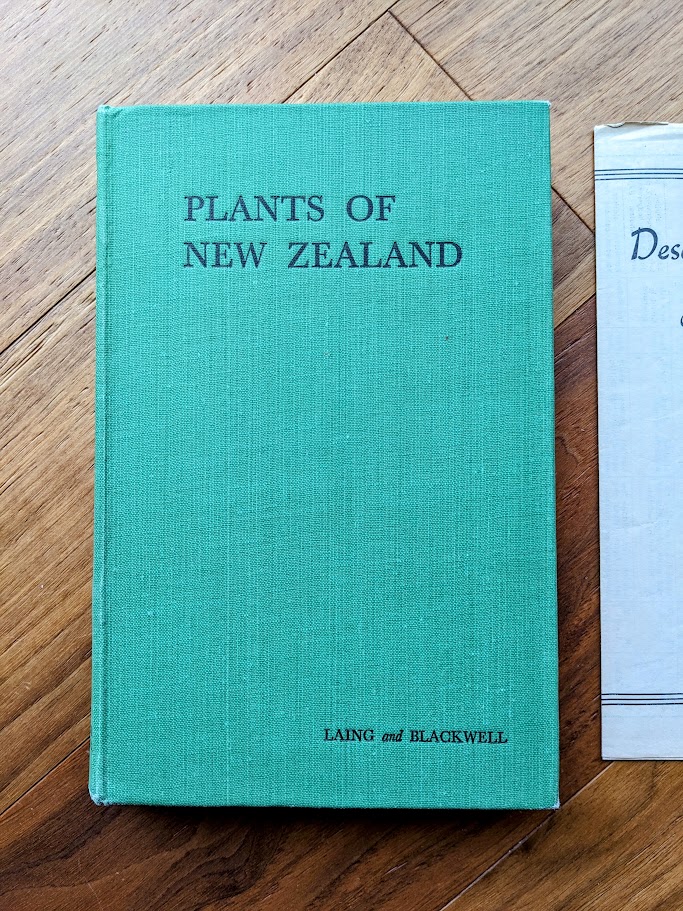 PLANTS OF
NEW ZEALAND
LAING and BLACKWELL